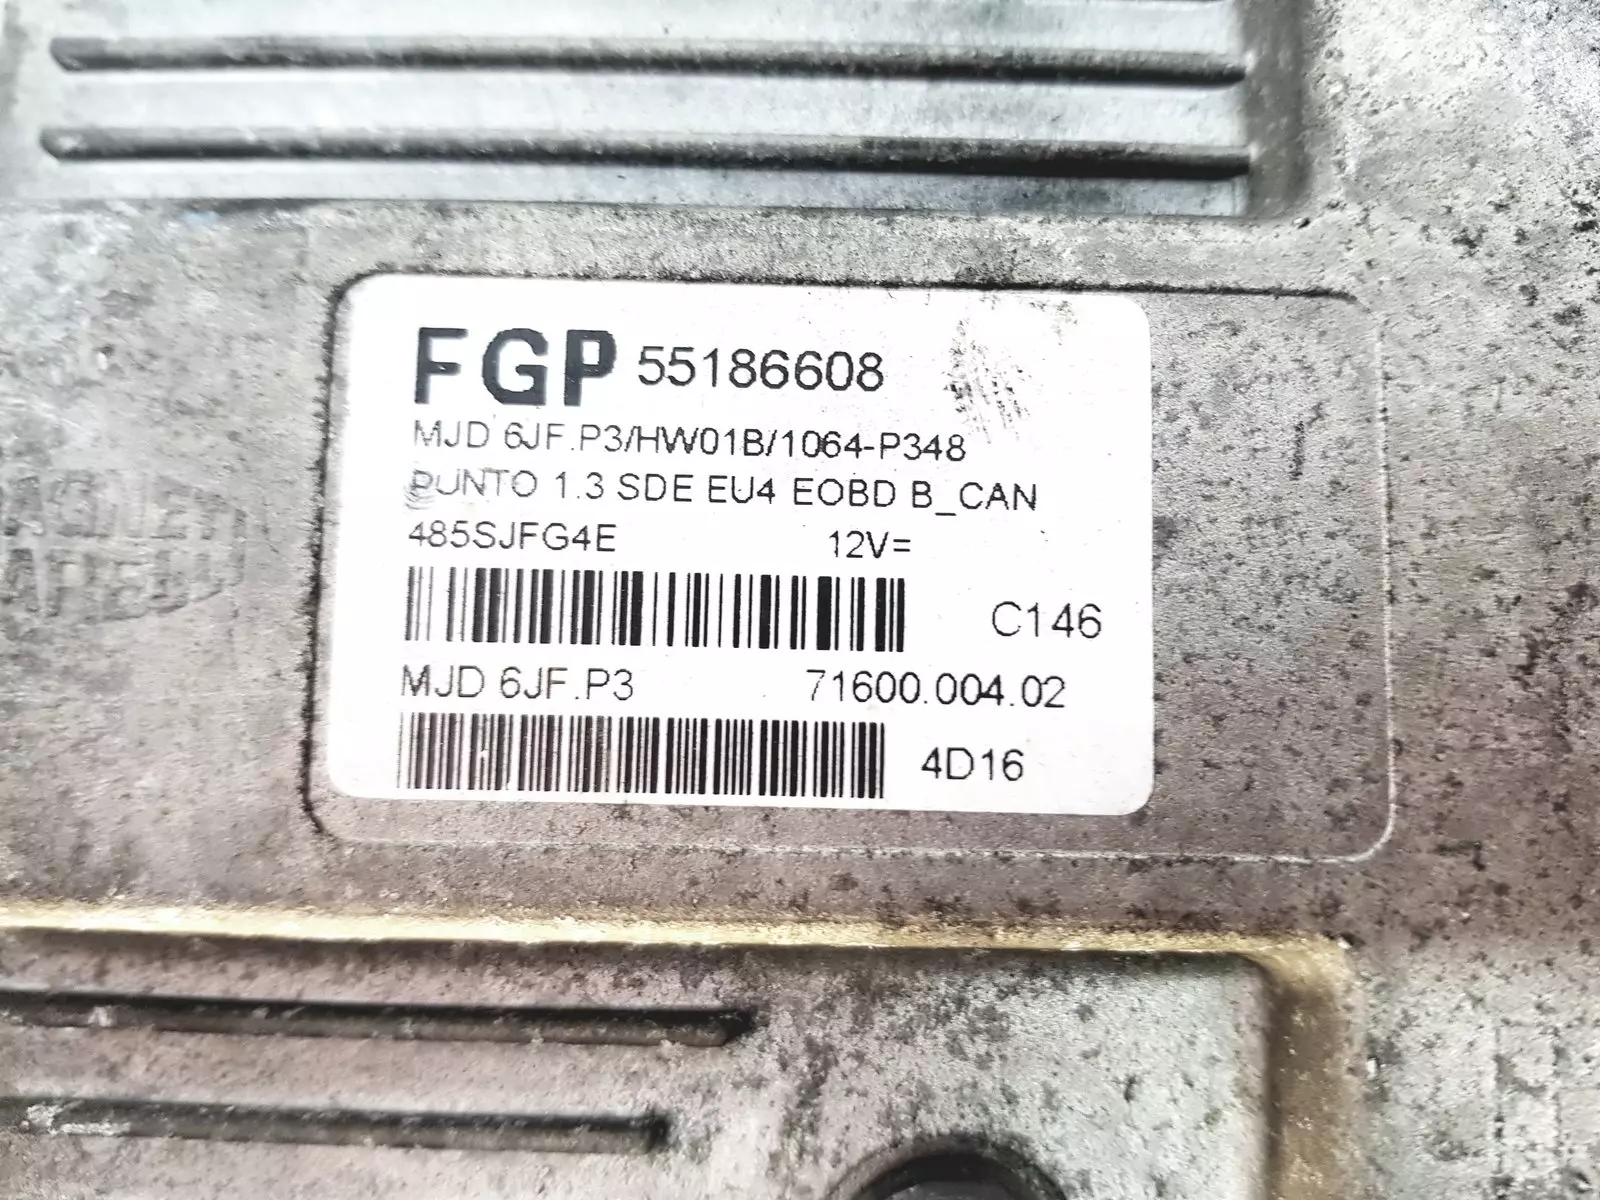 FGP 55186608
MJD 6JF.P3/HW01B/1064-P348
PUNTO 1.3 SDE EU4 EOBD B_CAN
485SJFG4E 12V=
C146
MJD 6JF.P3 71600.004.02
4D16